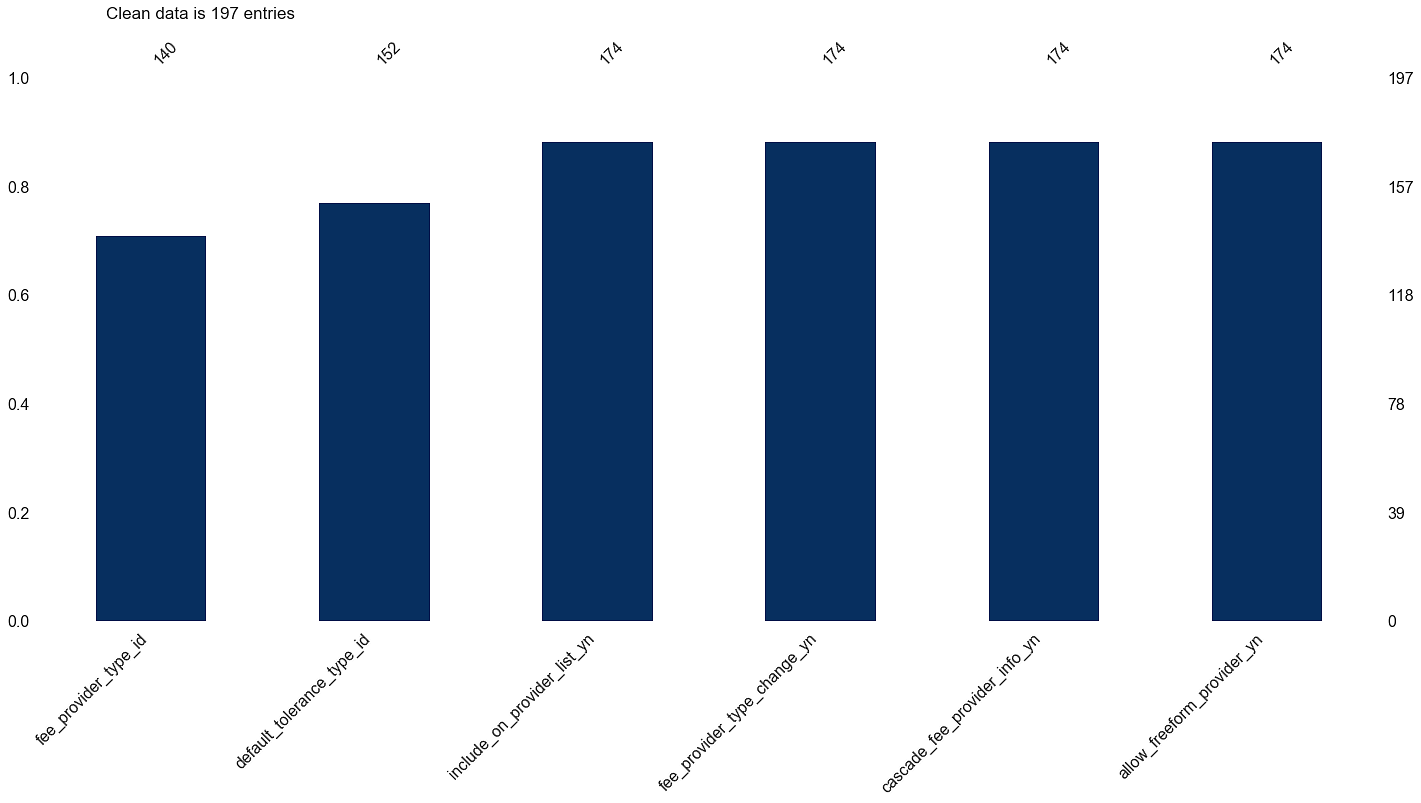 Clean data is 197 entries
140 152 174 174 174 174
1.0 197
0.8 157
0.6 118
0.4 78
0.2 39
0.0 0
fee_provider_type_id
default_tolerance_type_id
include_on_provider_list_yn
fee_provider_type_change_yn
cascade_fee_provider_info_yn
allow_freeform_provider_yn